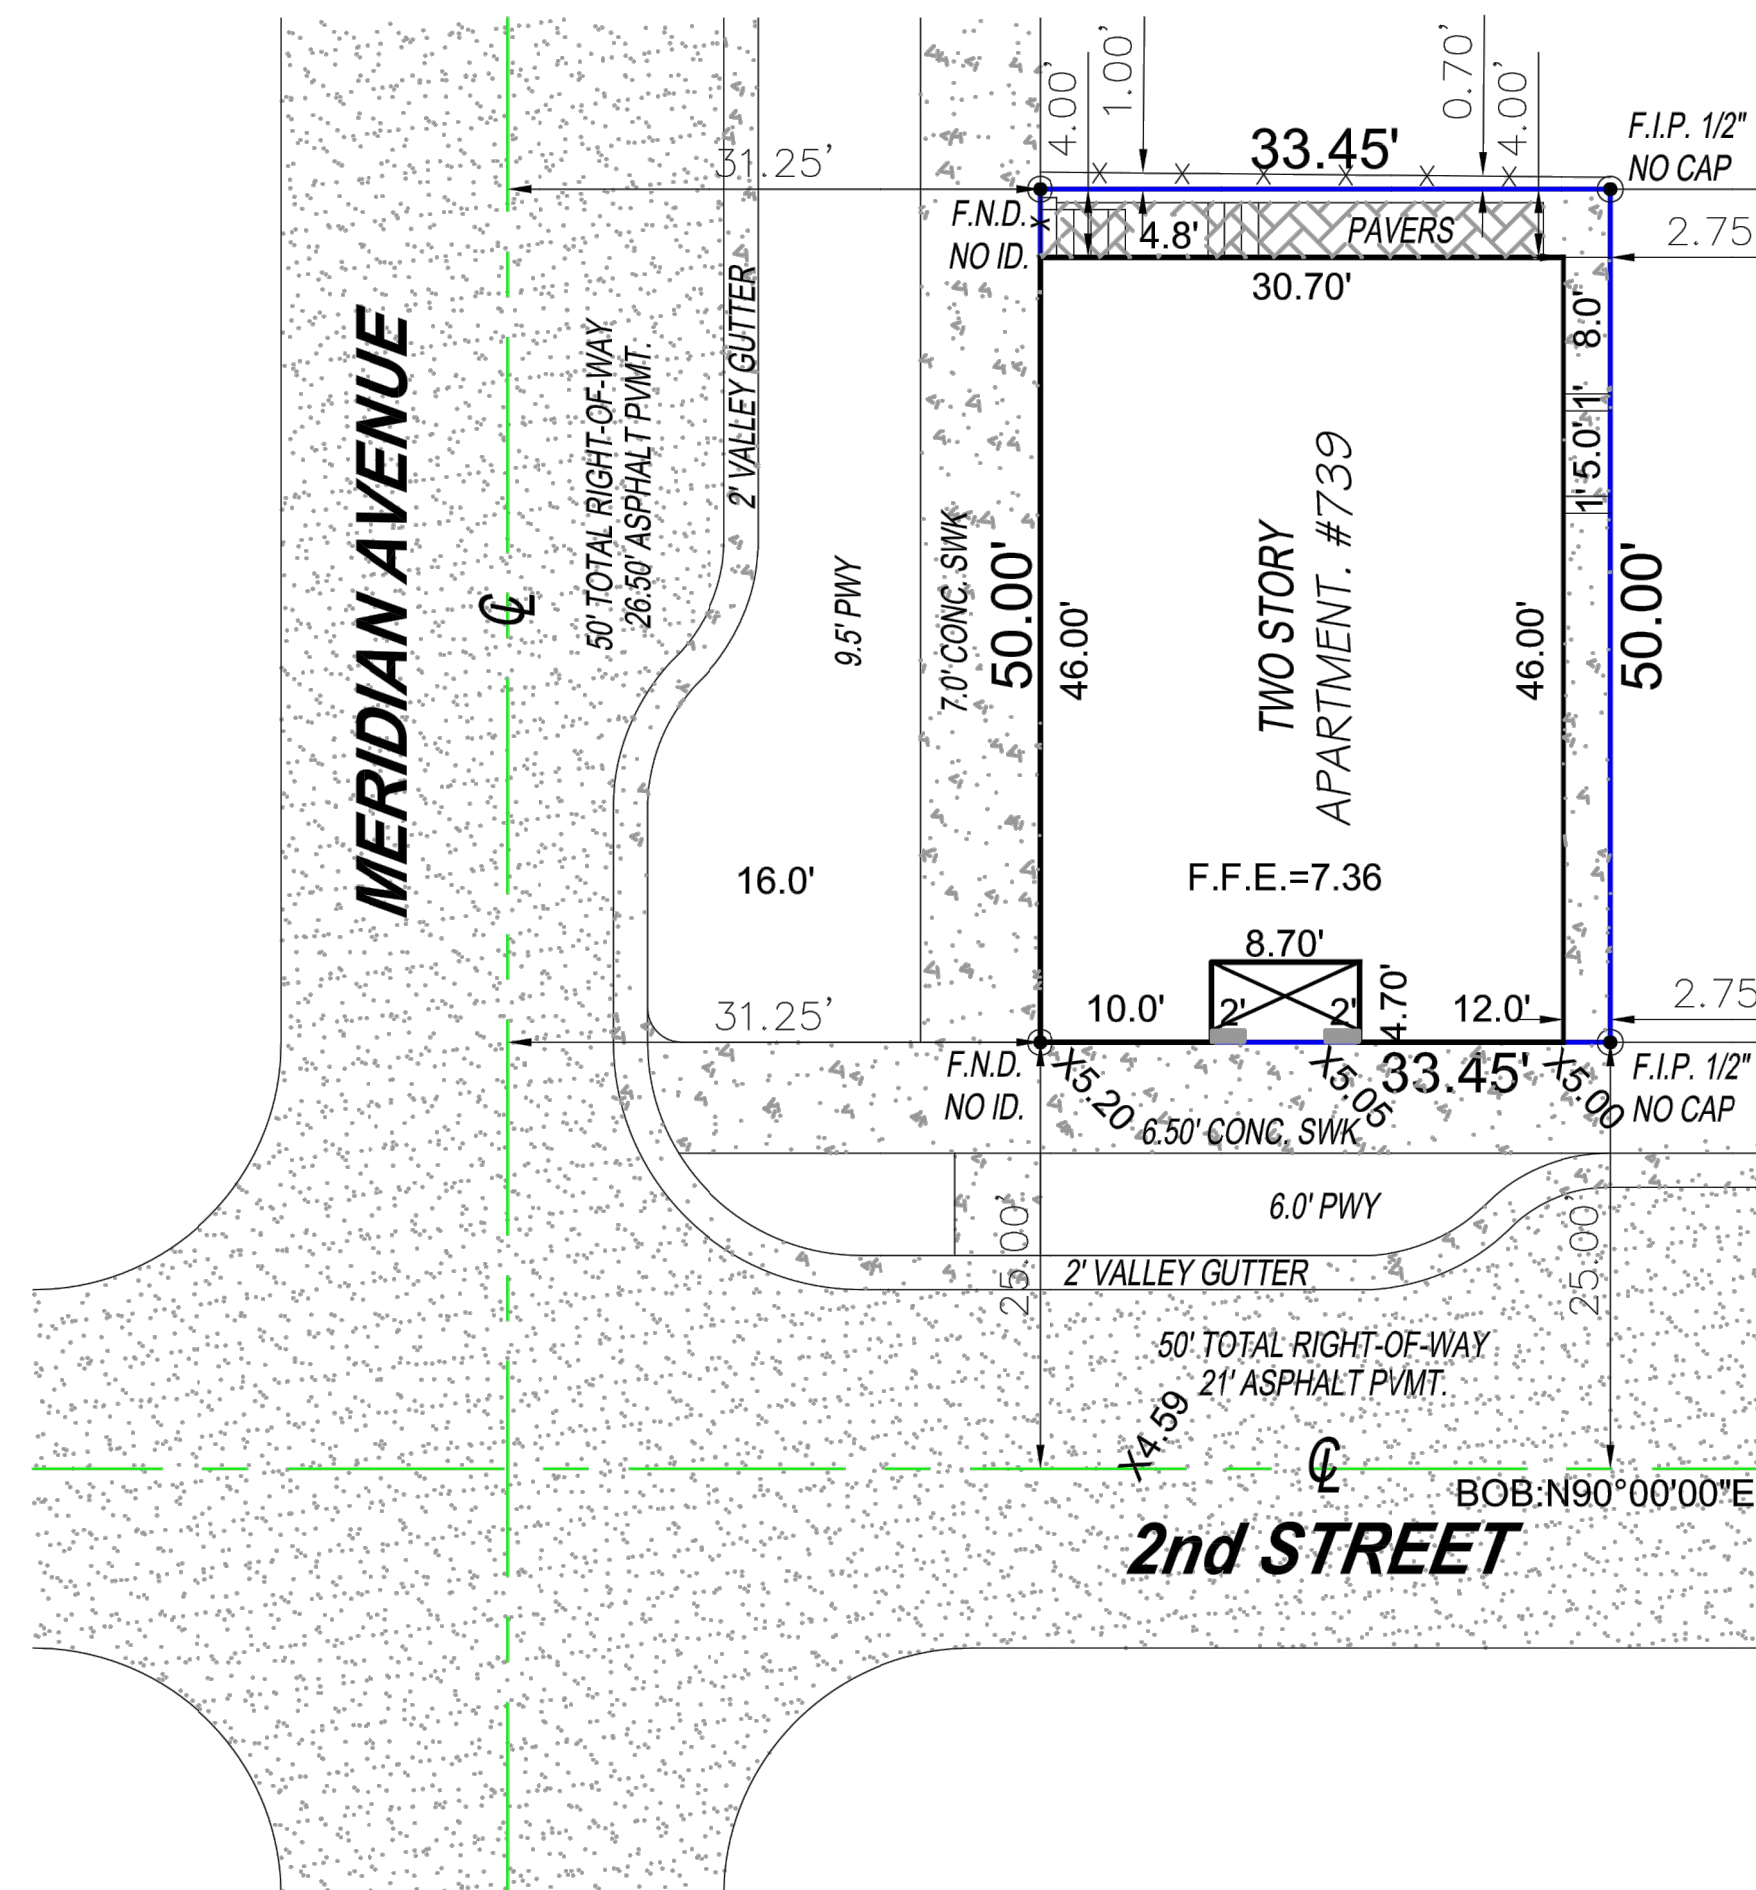 4.00'
1.00'
0.70'
4.00'
33.45'
F.I.P. 1/2"
NO CAP
31.25'
F.N.D.
NO ID.
X
X
X
X
X
X
X
4.8'
PAVERS
2.75
30.70'
8.0'
1'
5.0'
1'
MERIDIAN AVENUE
50' TOTAL RIGHT-OF-WAY
26.50' ASPHALT PVMT.
2' VALLEY GUTTER
9.5' PWY
7.0' CONC. SWK
50.00'
46.00'
TWO STORY
APARTMENT. #739
46.00'
50.00'
CL
16.0'
F.F.E.=7.36
8.70'
4.70'
10.0'
2'
2'
12.0'
2.75
31.25'
F.N.D.
NO ID.
X5.20
X5.05
33.45'
X5.00
F.I.P. 1/2"
NO CAP
6.50' CONC. SWK
6.0' PWY
25.00'
25.00'
2' VALLEY GUTTER
50' TOTAL RIGHT-OF-WAY
21' ASPHALT PVMT.
X4.59
CL
BOB:N90°00'00"E
2nd STREET